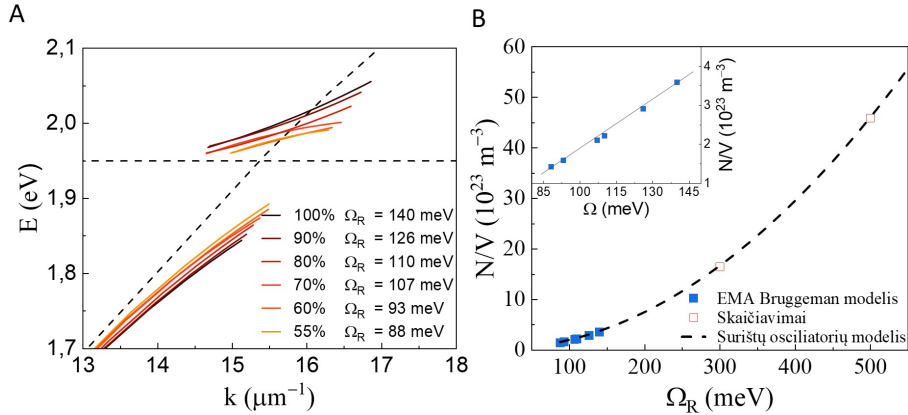 A
E (eV)
2,1
2,0
1,9
1,8
1,7
13 14 15 16 17 18
k (μm⁻¹)
100% Ω_R = 140 meV
90% Ω_R = 126 meV
80% Ω_R = 110 meV
70% Ω_R = 107 meV
60% Ω_R = 93 meV
55% Ω_R = 88 meV
B
N/V (10²³ m⁻³)
60
50
40
30
20
10
0
100 200 300 400 500
Ω_R (meV)
4
3
2
1
N/V (10²³ m⁻³)
85 100 115 130 145
Ω (meV)
EMA Bruggeman modelis
Skaičiavimai
Surištų osciliatorių modelis